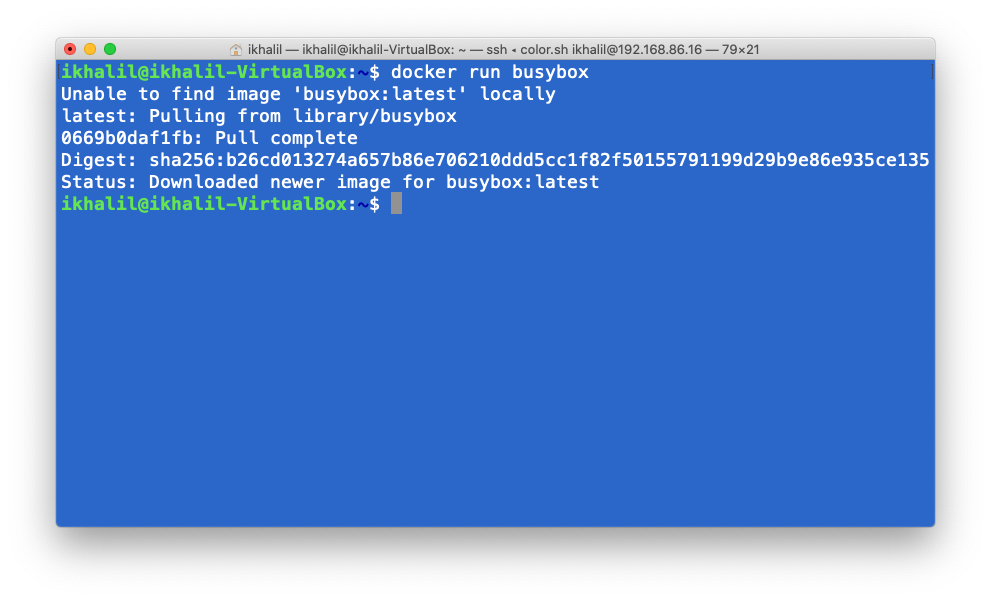 ikhalil — ikhalil@ikhalil-VirtualBox: ~ — ssh ◂ color.sh ikhalil@192.168.86.16 — 79×21
ikhalil@ikhalil-VirtualBox:~$ docker run busybox
Unable to find image 'busybox:latest' locally
latest: Pulling from library/busybox
0669b0daf1fb: Pull complete
Digest: sha256:b26cd013274a657b86e706210ddd5cc1f82f50155791199d29b9e86e935ce135
Status: Downloaded newer image for busybox:latest
ikhalil@ikhalil-VirtualBox:~$